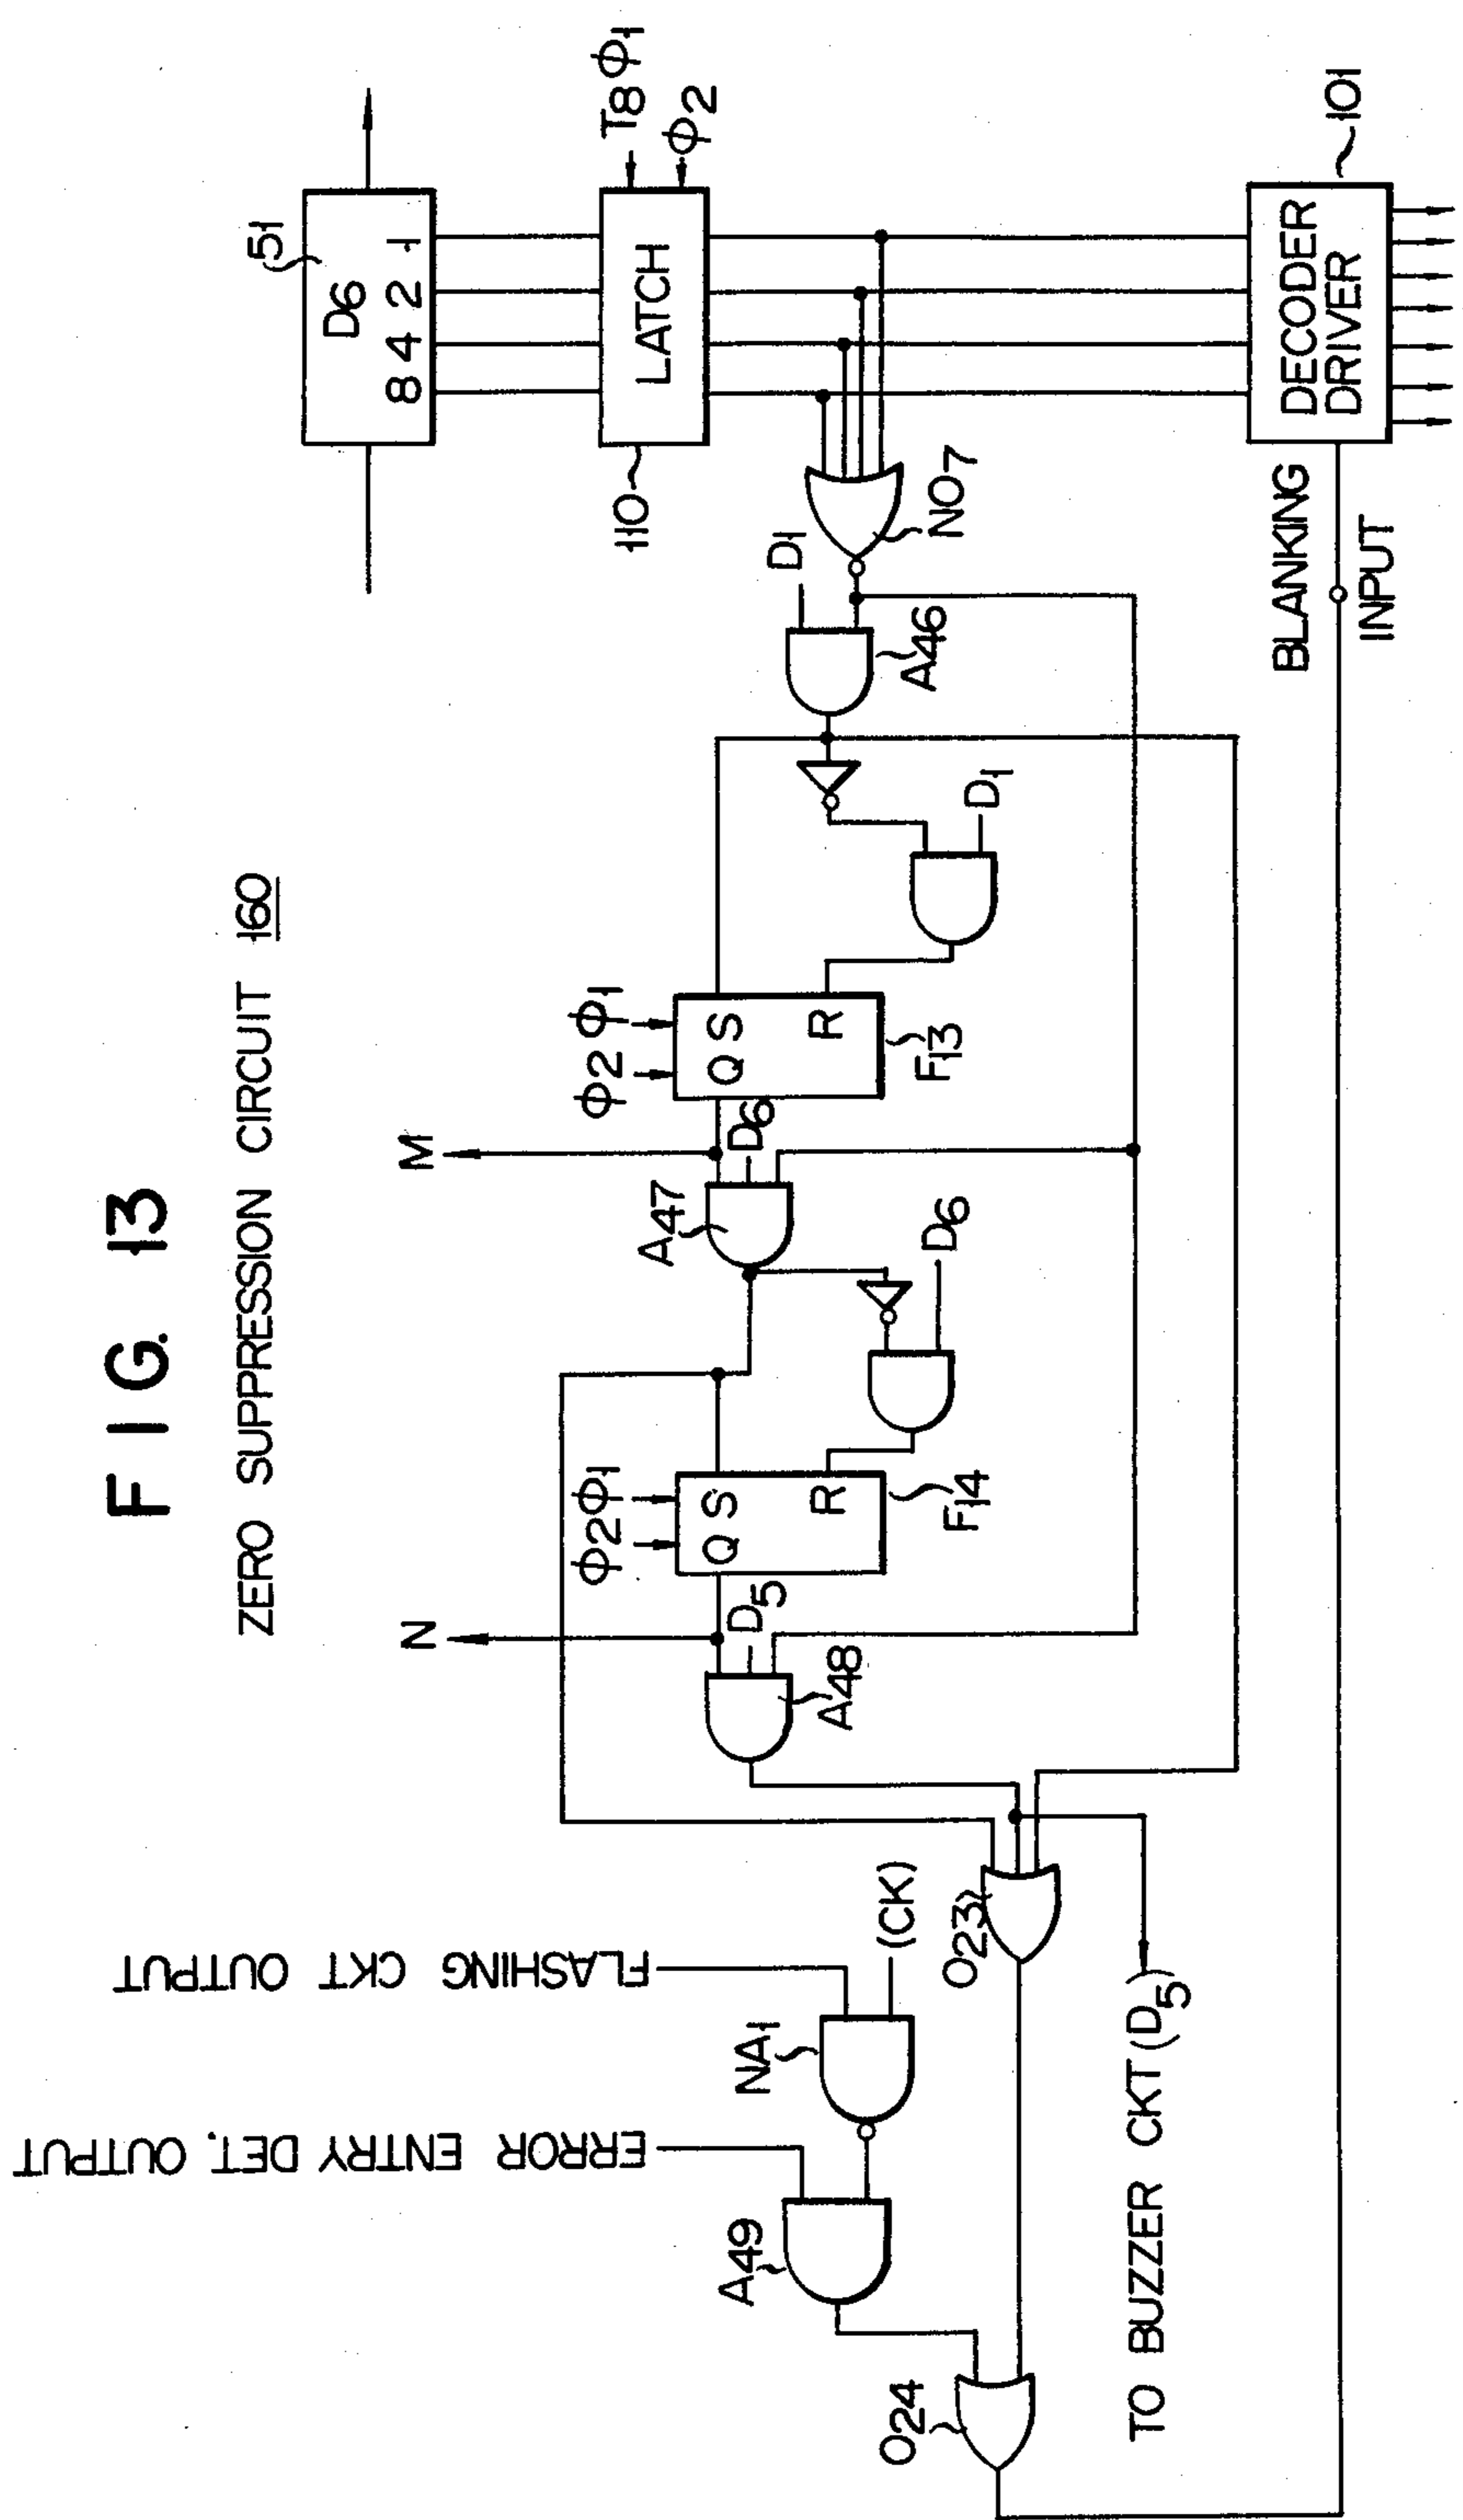 FIG. 13
ZERO SUPPRESSION CIRCUIT 160
51
D6
8 4 2 1
110
LATCH
T8 Φ1
Φ2
D1
NO7
A46
D1
Φ2 Φ1
Q S
R
F13
M
D6
A47
D6
Φ2 Φ1
Q S
R
F14
N
D5
A48
FLASHING CKT OUTPUT
(CK)
NA1
O23
ERROR ENTRY DET. OUTPUT
A49
O24
TO BUZZER CKT (D5)
BLANKING
INPUT
DECODER
DRIVER
101